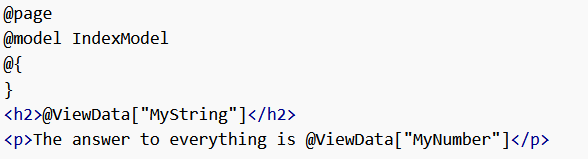 @page
@model IndexModel
@{
}
<h2>@ViewData["MyString"]</h2>
<p>The answer to everything is @ViewData["MyNumber"]</p>